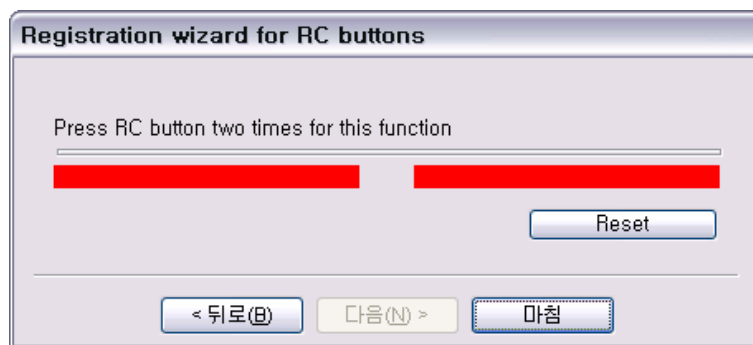 Registration wizard for RC buttons
Press RC button two times for this function
Reset
< 뒤로(B)
다음(N) >
마침